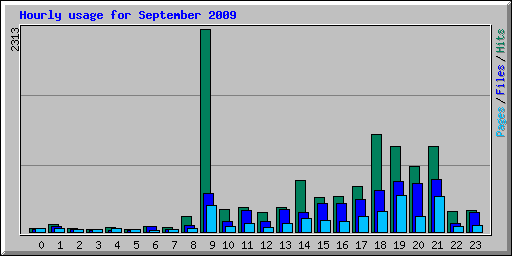 Hourly usage for September 2009
2313
Pages / Files / Hits
0 1 2 3 4 5 6 7 8 9 10 11 12 13 14 15 16 17 18 19 20 21 22 23